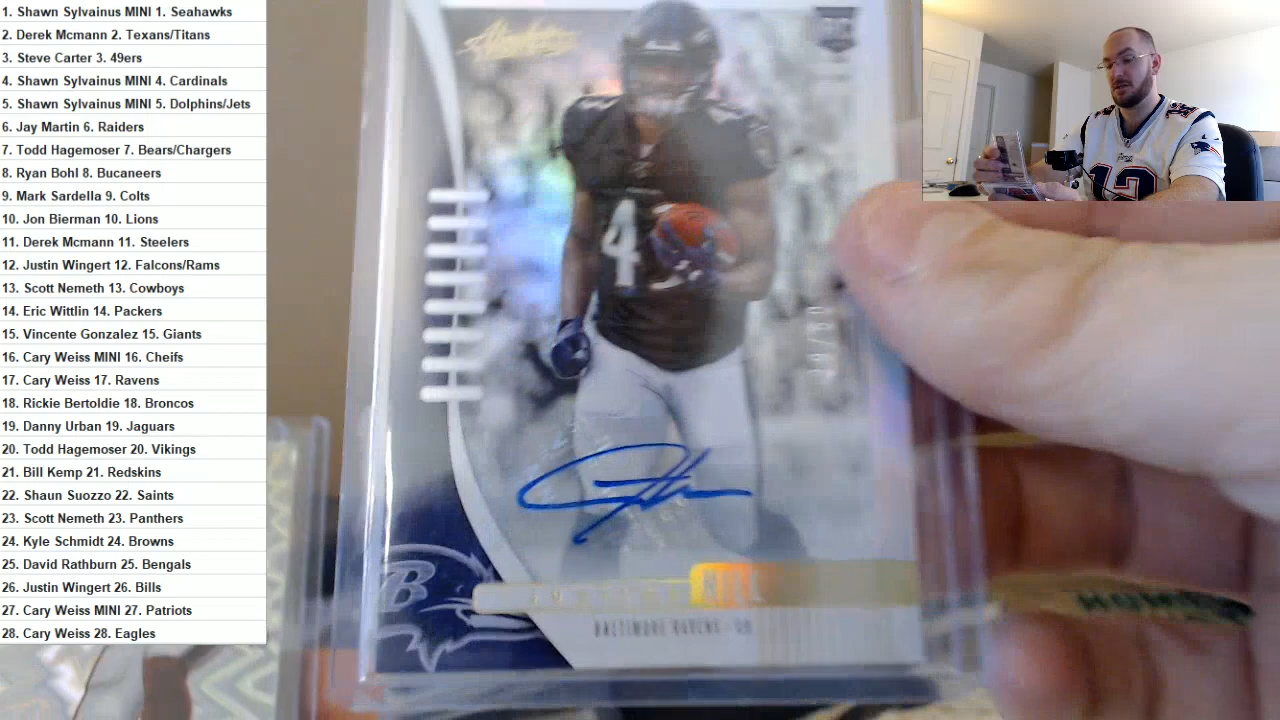 1. Shawn Sylvainus MINI 1. Seahawks
2. Derek Mcmann 2. Texans/Titans
3. Steve Carter 3. 49ers
4. Shawn Sylvainus MINI 4. Cardinals
5. Shawn Sylvainus MINI 5. Dolphins/Jets
6. Jay Martin 6. Raiders
7. Todd Hagemoser 7. Bears/Chargers
8. Ryan Bohl 8. Bucaneers
9. Mark Sardella 9. Colts
10. Jon Bierman 10. Lions
11. Derek Mcmann 11. Steelers
12. Justin Wingert 12. Falcons/Rams
13. Scott Nemeth 13. Cowboys
14. Eric Wittlin 14. Packers
15. Vincente Gonzalez 15. Giants
16. Cary Weiss MINI 16. Cheifs
17. Cary Weiss 17. Ravens
18. Rickie Bertoldie 18. Broncos
19. Danny Urban 19. Jaguars
20. Todd Hagemoser 20. Vikings
21. Bill Kemp 21. Redskins
22. Shaun Suozzo 22. Saints
23. Scott Nemeth 23. Panthers
24. Kyle Schmidt 24. Browns
25. David Rathburn 25. Bengals
26. Justin Wingert 26. Bills
27. Cary Weiss MINI 27. Patriots
28. Cary Weiss 28. Eagles
Absolute
4
B
HILL
BALTIMORE RAVENS
12